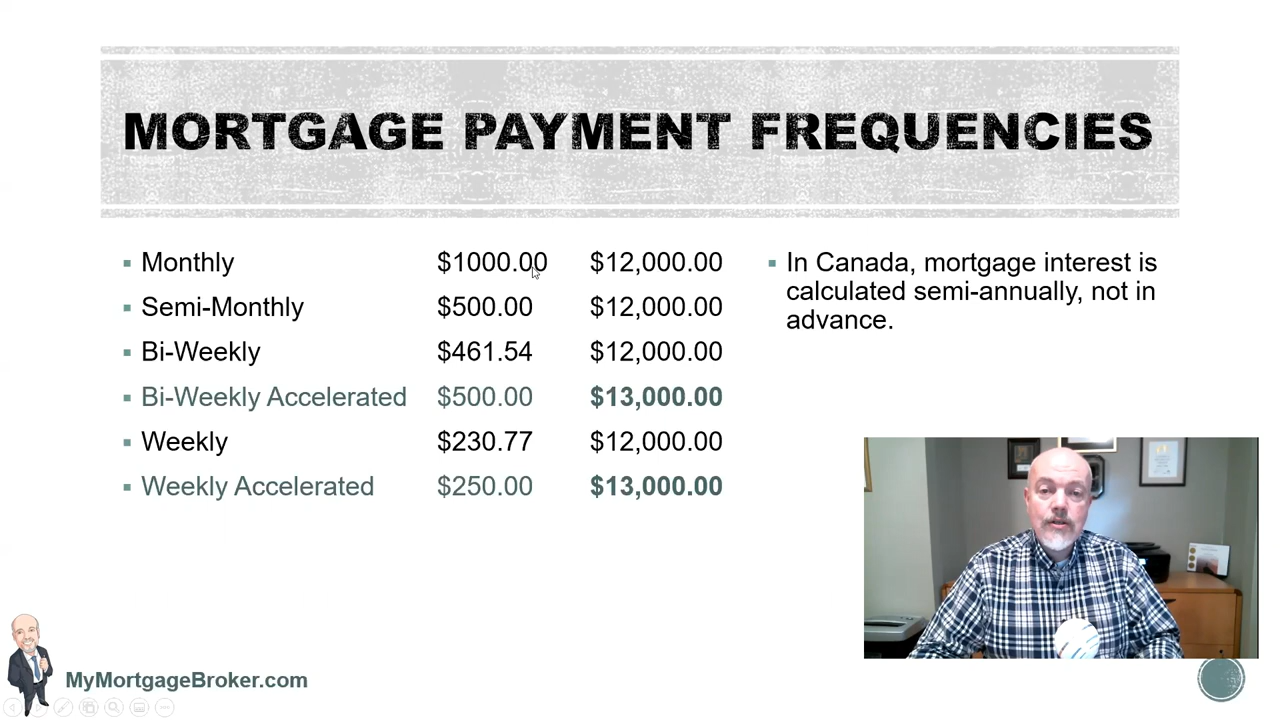 MORTGAGE PAYMENT FREQUENCIES
Monthly $1000.00 $12,000.00
Semi-Monthly $500.00 $12,000.00
Bi-Weekly $461.54 $12,000.00
Bi-Weekly Accelerated $500.00 $13,000.00
Weekly $230.77 $12,000.00
Weekly Accelerated $250.00 $13,000.00
In Canada, mortgage interest is
calculated semi-annually, not in
advance.
MyMortgageBroker.com